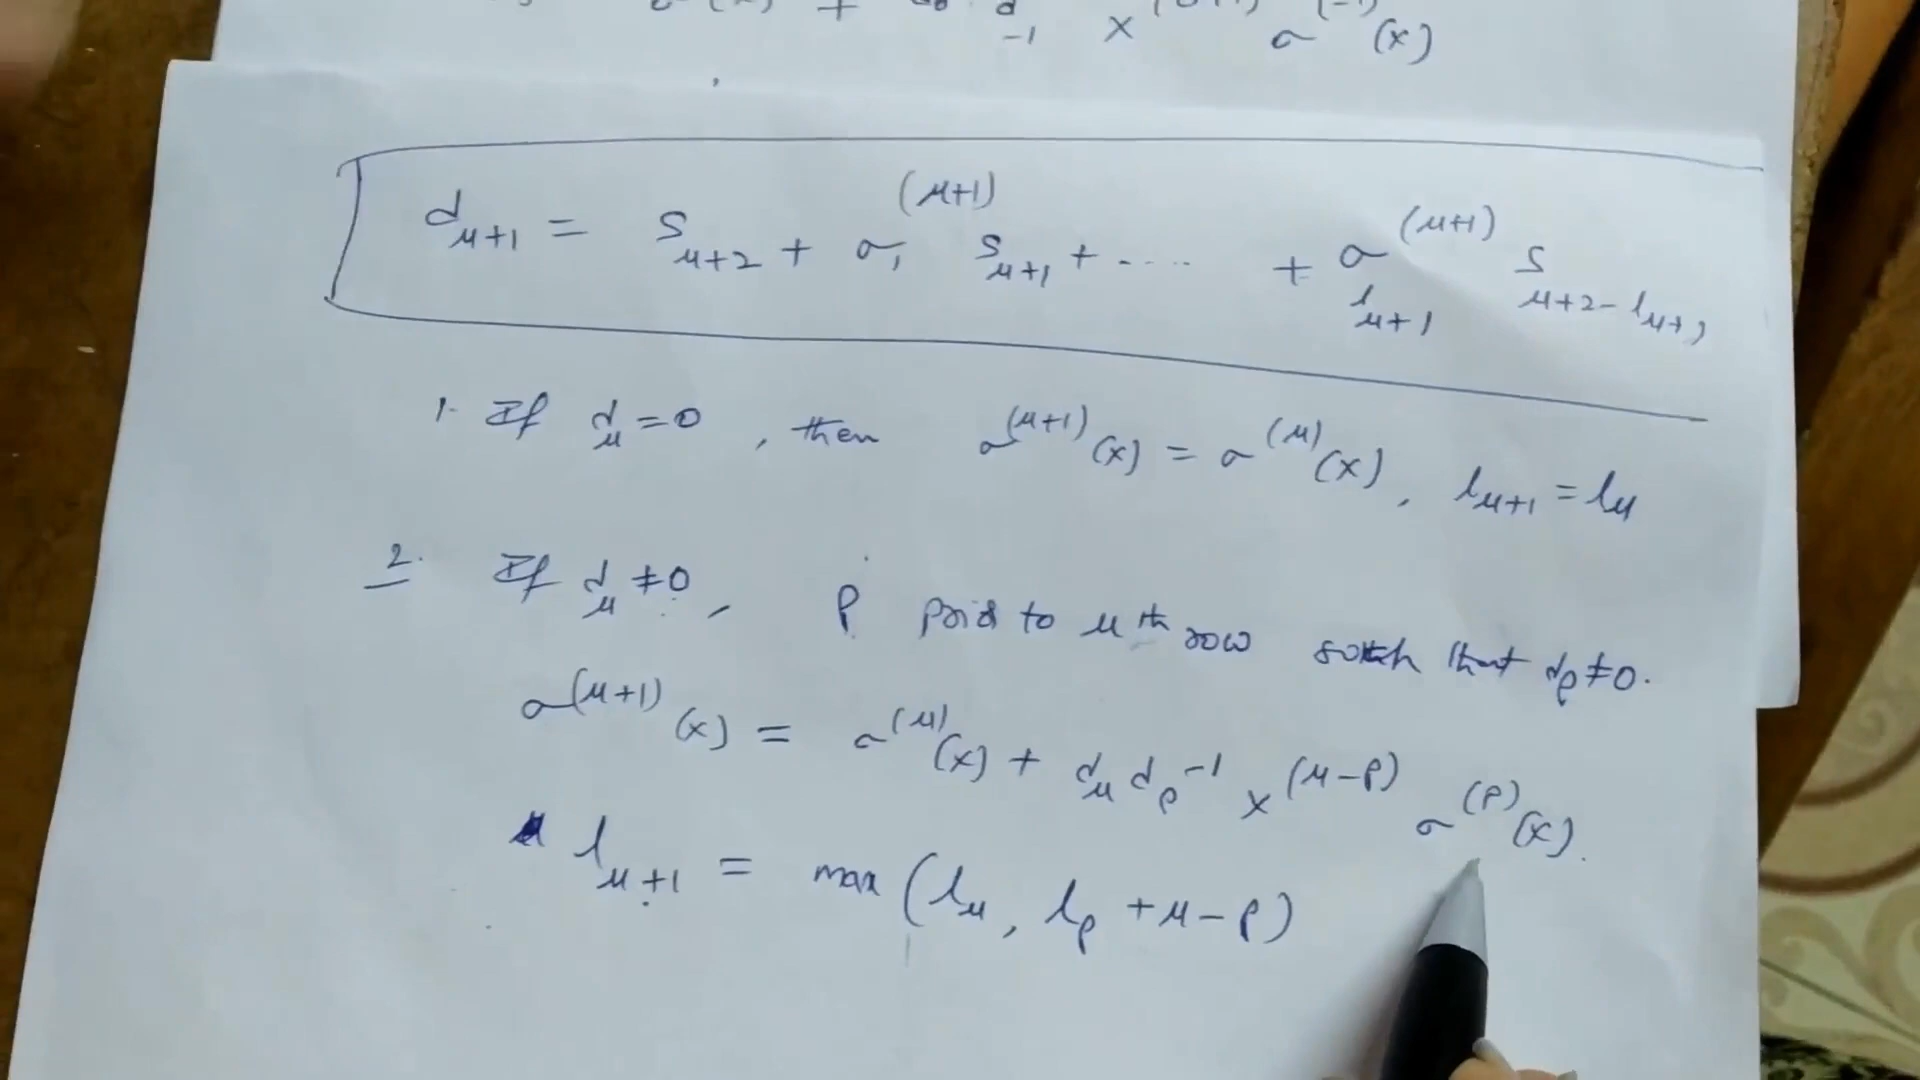 -1 x σ (x)
d_{μ+1} = S_{μ+2} + σ_1^{(μ+1)} S_{μ+1} + .... + σ_{l_{μ+1}}^{(μ+1)} S_{μ+2-l_{μ+1}}
1. If d_μ = 0, then σ^{(μ+1)}(x) = σ^{(μ)}(x), l_{μ+1} = l_μ
2. If d_μ ≠ 0, ρ prior to μth row such that d_ρ ≠ 0.
σ^{(μ+1)}(x) = σ^{(μ)}(x) + d_μ d_ρ^{-1} x^{(μ-ρ)} σ^{(ρ)}(x).
l_{μ+1} = max (l_μ, l_ρ + μ - ρ)